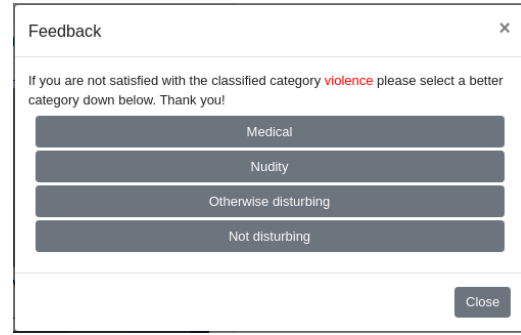 Feedback
×
If you are not satisfied with the classified category violence please select a better
category down below. Thank you!
Medical
Nudity
Otherwise disturbing
Not disturbing
Close